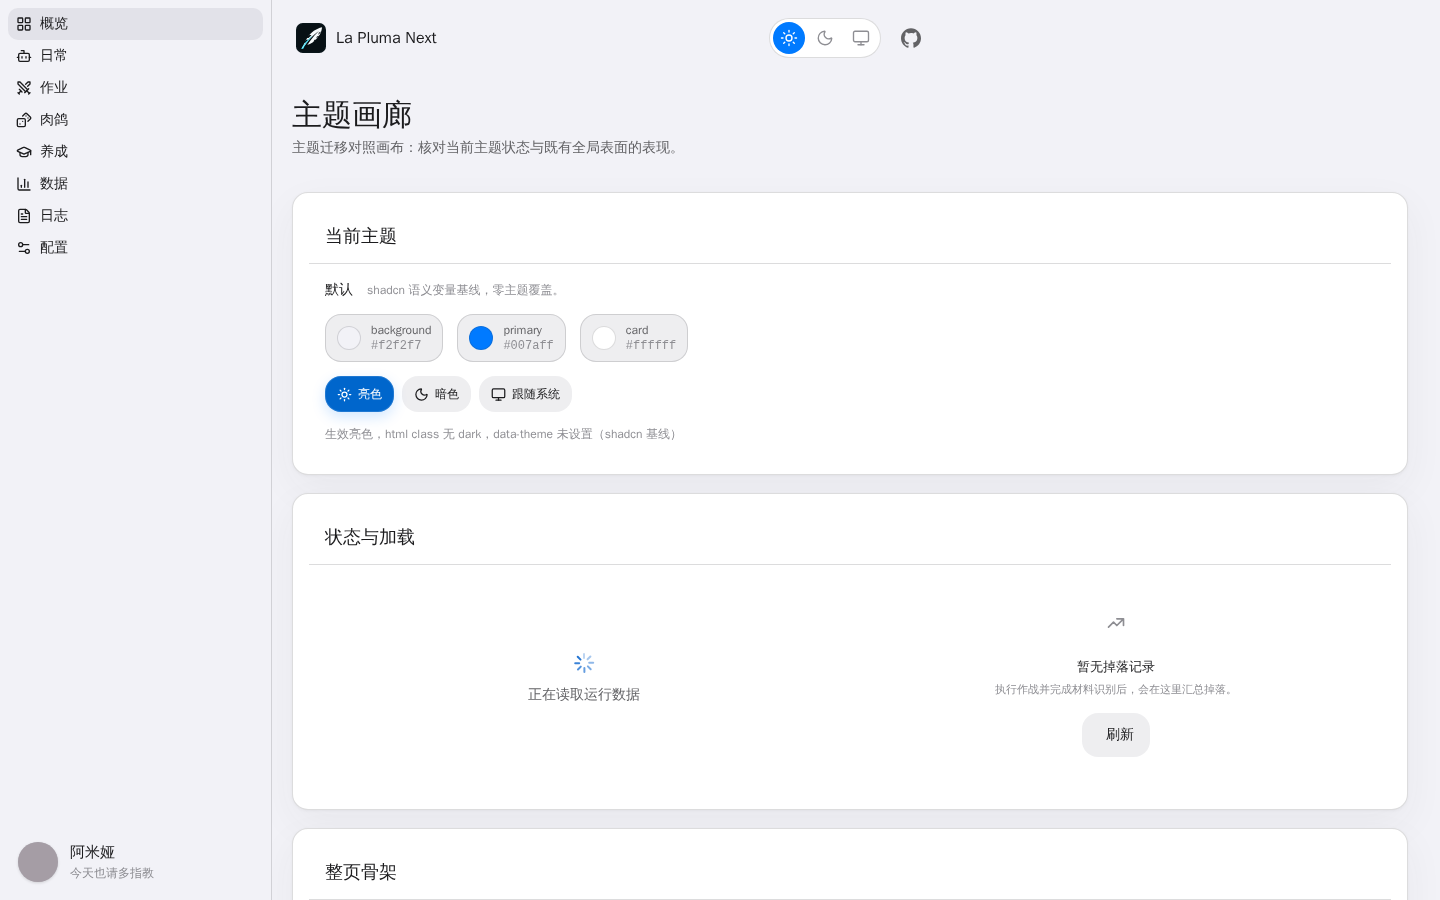 概览
日常
作业
肉鸽
养成
数据
日志
配置
阿米娅
今天也请多指教
La Pluma Next
主题画廊
主题迁移对照画布：核对当前主题状态与既有全局表面的表现。
当前主题
默认 shadcn 语义变量基线，零主题覆盖。
background
#f2f2f7
primary
#007aff
card
#ffffff
亮色
暗色
跟随系统
生效亮色，html class 无 dark，data-theme 未设置（shadcn 基线）
状态与加载
正在读取运行数据
暂无掉落记录
执行作战并完成材料识别后，会在这里汇总掉落。
刷新
整页骨架